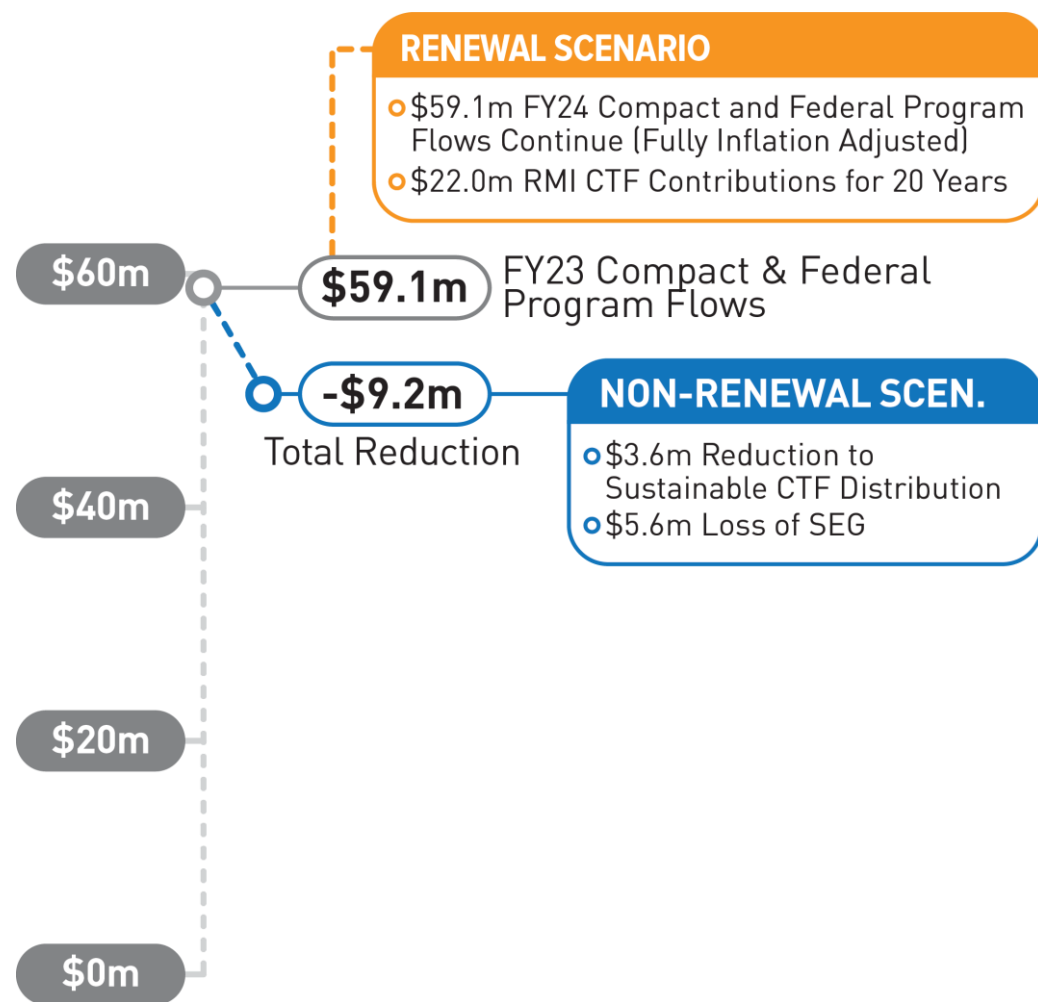 RENEWAL SCENARIO
$59.1m FY24 Compact and Federal Program
Flows Continue (Fully Inflation Adjusted)
$22.0m RMI CTF Contributions for 20 Years
$60m
$59.1m
FY23 Compact & Federal
Program Flows
-$9.2m
Total Reduction
NON-RENEWAL SCEN.
$3.6m Reduction to
Sustainable CTF Distribution
$5.6m Loss of SEG
$40m
$20m
$0m